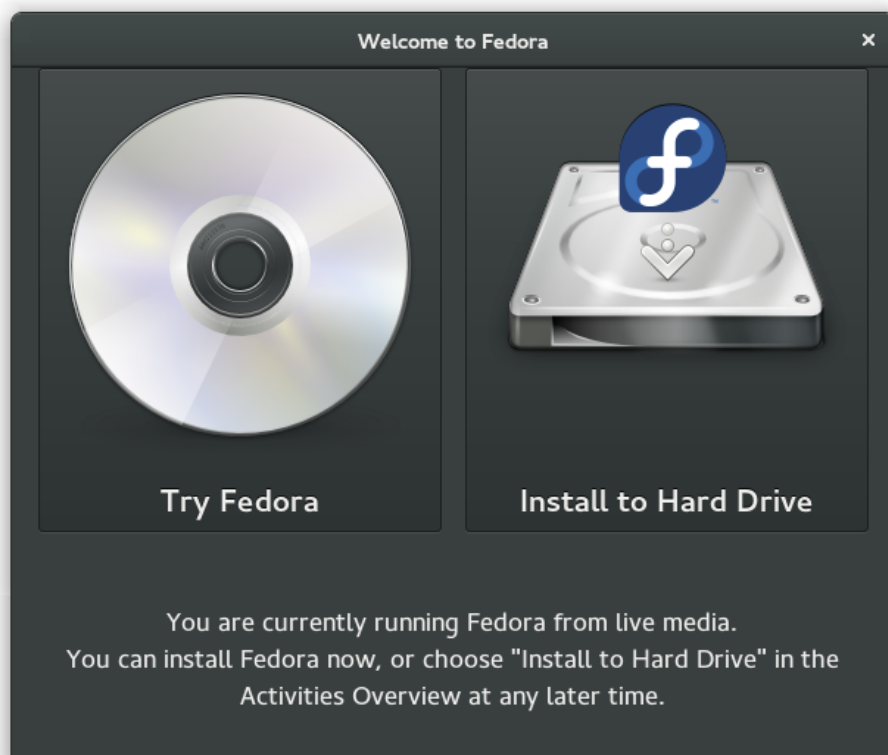 Welcome to Fedora
Try Fedora
Install to Hard Drive
You are currently running Fedora from live media.
You can install Fedora now, or choose "Install to Hard Drive" in the
Activities Overview at any later time.